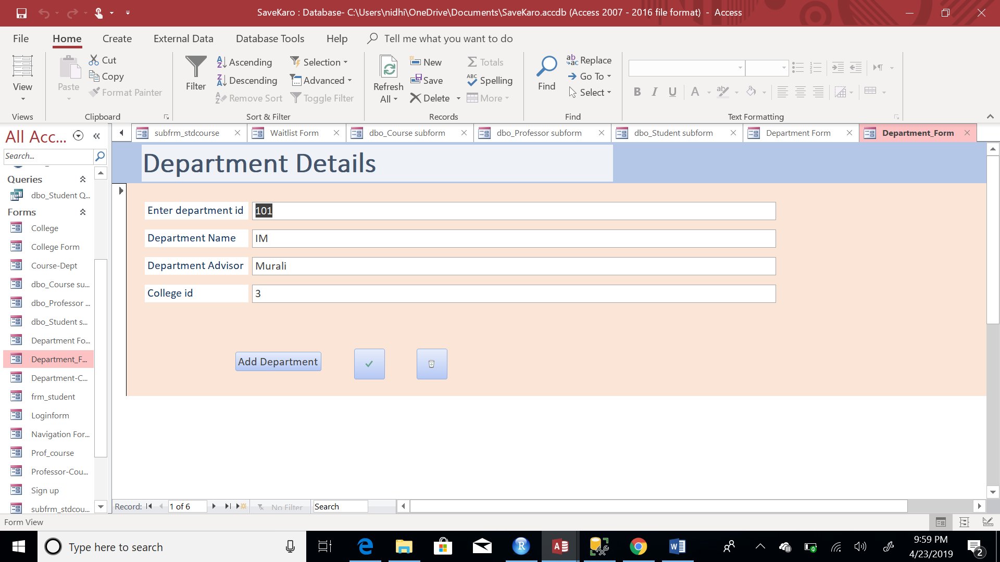 SaveKaro : Database- C:\Users\nidhi\OneDrive\Documents\SaveKaro.accdb (Access 2007 - 2016 file format) - Access
File Home Create External Data Database Tools Help Tell me what you want to do
View
Views
Paste
Cut
Copy
Format Painter
Clipboard
Filter
Ascending
Descending
Remove Sort
Selection
Advanced
Toggle Filter
Sort & Filter
Refresh
All
New
Save
Delete
Totals
Spelling
More
Records
Find
Replace
Go To
Select
Find
B I U A
Text Formatting
All Acc...
Search...
Queries
dbo_Student Q...
Forms
College
College Form
Course-Dept
dbo_Course su...
dbo_Professor ...
dbo_Student s...
Department Fo...
Department_F...
Department-C...
frm_student
Loginform
Navigation For...
Prof_course
Professor-Cou...
Sign up
subfrm_stdcou...
subfrm_stdcourse Waitlist Form dbo_Course subform dbo_Professor subform dbo_Student subform Department Form Department_Form
Department Details
Enter department id 101
Department Name IM
Department Advisor Murali
College id 3
Add Department
Record: 1 of 6 No Filter Search
Form View
Type here to search
9:59 PM
4/23/2019
2